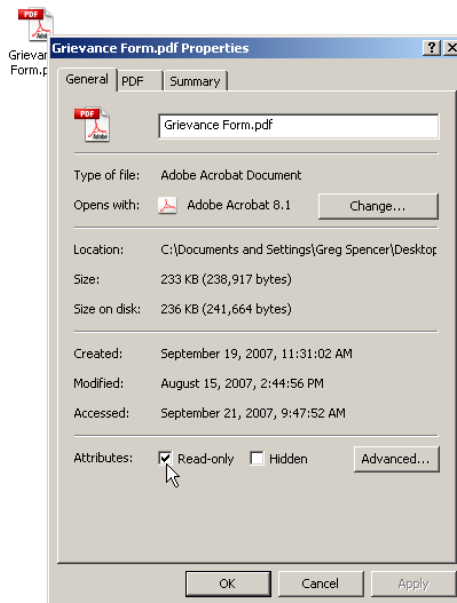 PDF
Adobe
Grievar
Form.p
Grievance Form.pdf Properties
General PDF Summary
PDF
Adobe
Grievance Form.pdf
Type of file: Adobe Acrobat Document
Opens with: Adobe Acrobat 8.1 Change...
Location: C:\Documents and Settings\Greg Spencer\Desktop
Size: 233 KB (238,917 bytes)
Size on disk: 236 KB (241,664 bytes)
Created: September 19, 2007, 11:31:02 AM
Modified: August 15, 2007, 2:44:56 PM
Accessed: September 21, 2007, 9:47:52 AM
Attributes: Read-only Hidden Advanced...
OK Cancel Apply